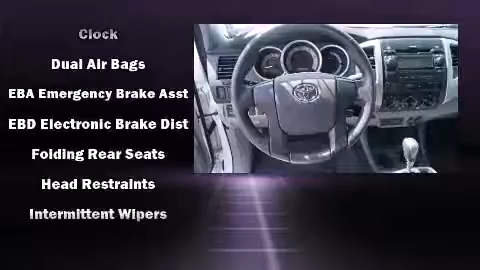 Clock
Dual Air Bags
EBA Emergency Brake Asst
EBD Electronic Brake Dist
Folding Rear Seats
Head Restraints
Intermittent Wipers